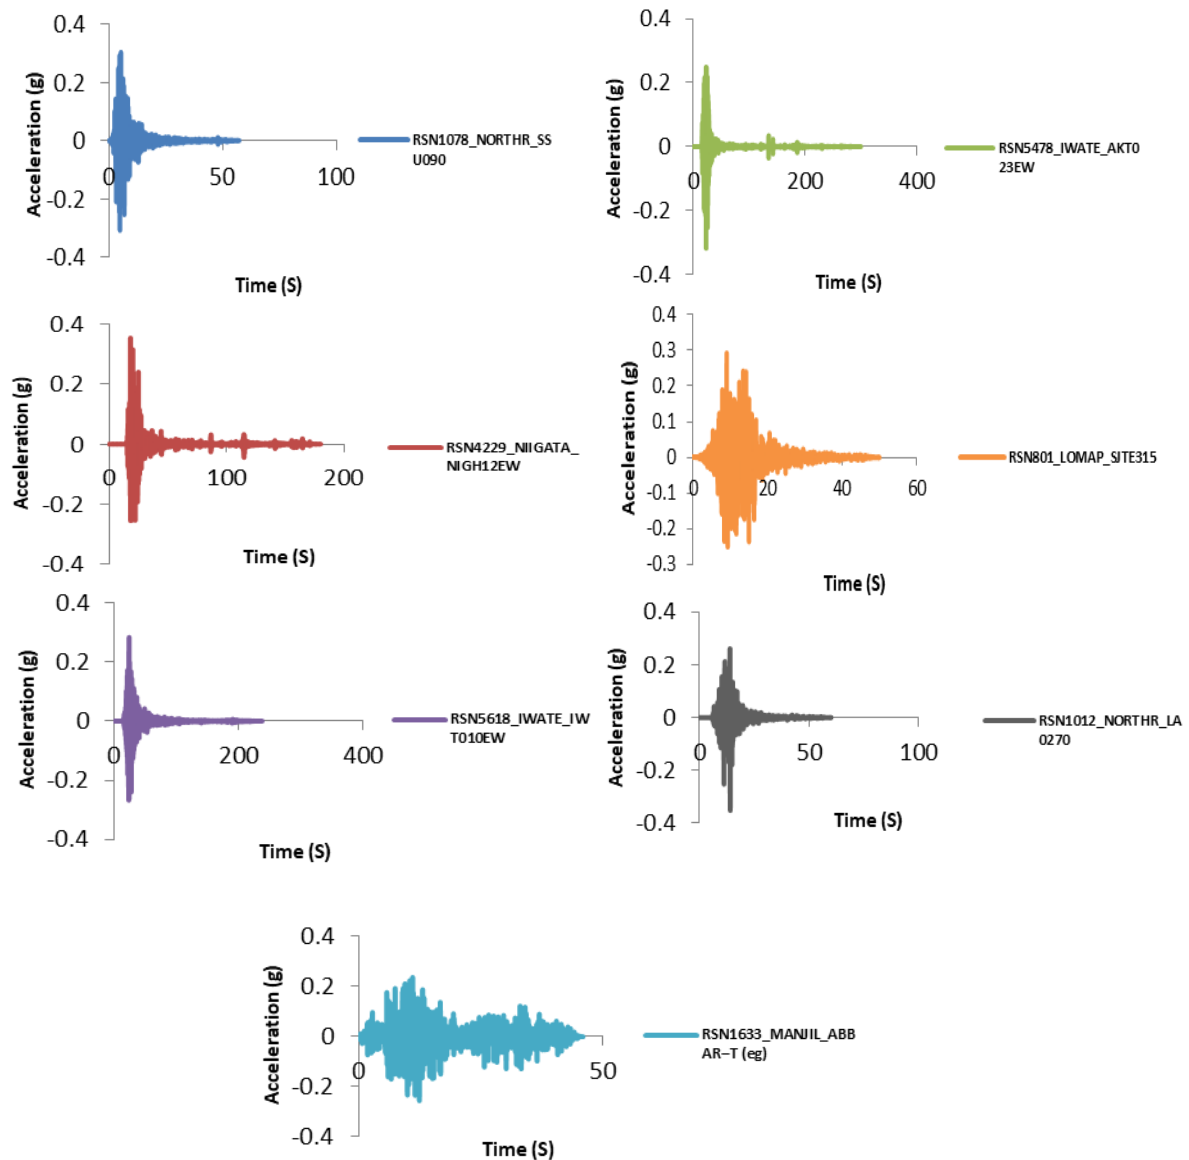 0.4
0.2
0
-0.2
-0.4
Acceleration (g)
0
50
100
Time (S)
RSN1078_NORTHR_SS
U090
0.4
0.2
0
-0.2
-0.4
Acceleration (g)
0
200
400
Time (S)
RSN5478_IWATE_AKT0
23EW
0.4
0.2
0
-0.2
-0.4
Acceleration (g)
0
100
200
Time (S)
RSN4229_NIIGATA_
NIGH12EW
0.4
0.3
0.2
0.1
0
-0.1
-0.2
-0.3
Acceleration (g)
0
20
40
60
Time (S)
RSN801_LOMAP_SJTE315
0.4
0.2
0
-0.2
-0.4
Acceleration (g)
0
200
400
Time (S)
RSN5618_IWATE_IW
T010EW
0.4
0.2
0
-0.2
-0.4
Acceleration (g)
0
50
100
Time (S)
RSN1012_NORTHR_LA
0270
0.4
0.2
0
-0.2
-0.4
Acceleration (g)
0
50
Time (S)
RSN1633_MANJIL_ABB
AR–T (eg)